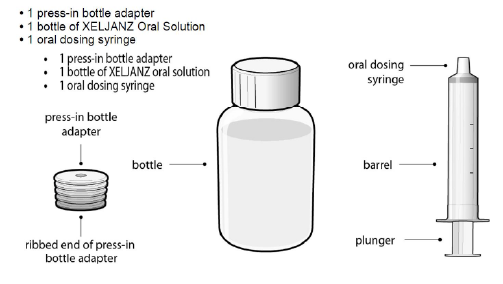 • 1 press-in bottle adapter
• 1 bottle of XELJANZ Oral Solution
• 1 oral dosing syringe
• 1 press-in bottle adapter
• 1 bottle of XELJANZ oral solution
• 1 oral dosing syringe
press-in bottle
adapter
ribbed end of press-in
bottle adapter
bottle
oral dosing
syringe
barrel
plunger